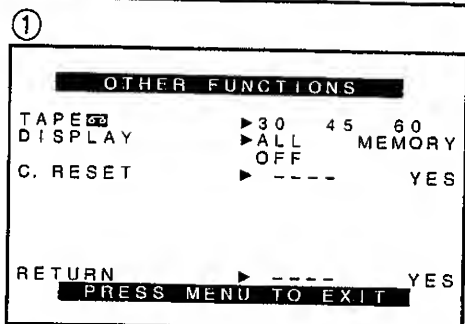 ①
OTHER FUNCTIONS
TAPE ▶30 45 60
DISPLAY ▶ALL MEMORY
OFF
C. RESET ▶ ---- YES
RETURN ▶ ---- YES
PRESS MENU TO EXIT